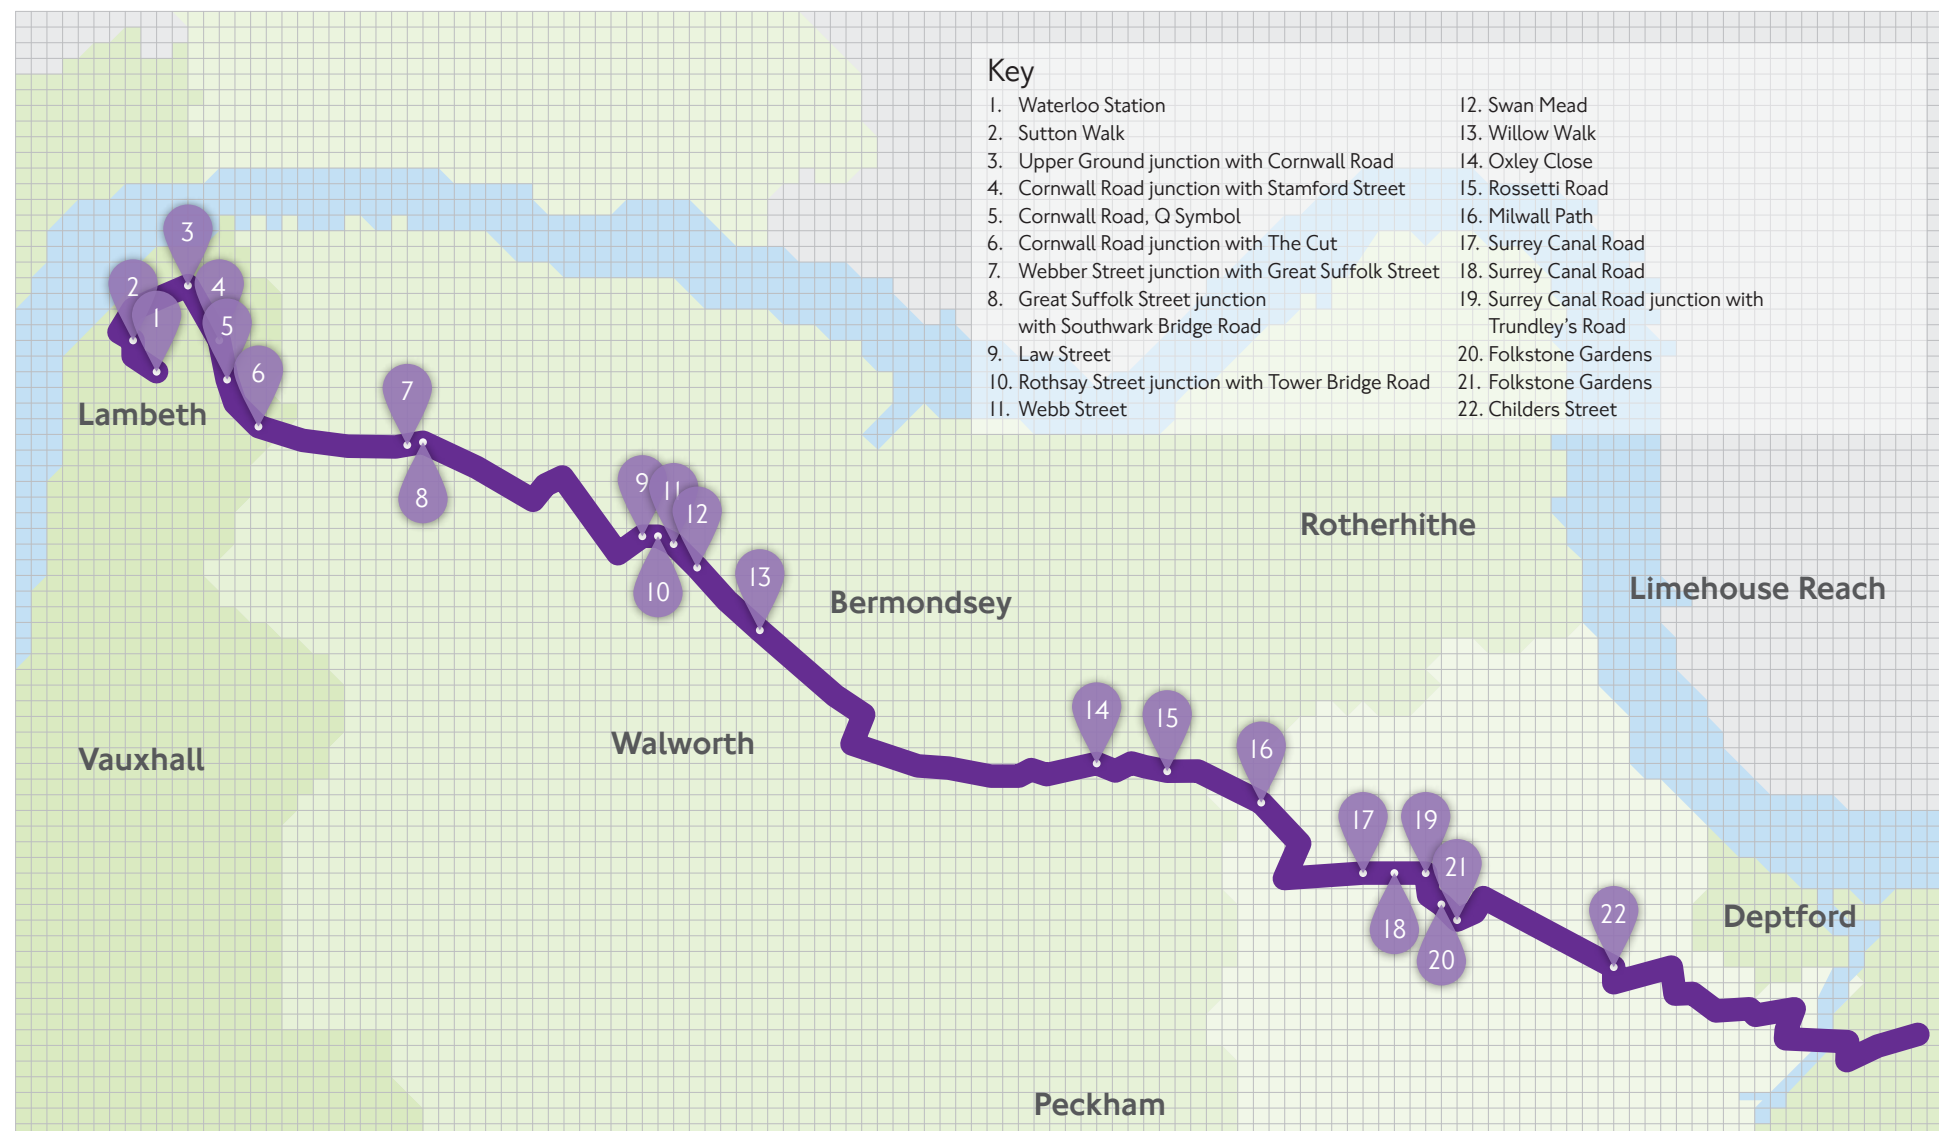 Key
1. Waterloo Station
2. Sutton Walk
3. Upper Ground junction with Cornwall Road
4. Cornwall Road junction with Stamford Street
5. Cornwall Road, Q Symbol
6. Cornwall Road junction with The Cut
7. Webber Street junction with Great Suffolk Street
8. Great Suffolk Street junction
with Southwark Bridge Road
9. Law Street
10. Rothsay Street junction with Tower Bridge Road
11. Webb Street
12. Swan Mead
13. Willow Walk
14. Oxley Close
15. Rossetti Road
16. Milwall Path
17. Surrey Canal Road
18. Surrey Canal Road
19. Surrey Canal Road junction with
Trundley's Road
20. Folkstone Gardens
21. Folkstone Gardens
22. Childers Street
3
2
4
1
5
6
7
Lambeth
8
9
11
12
10
13
Rotherhithe
Limehouse Reach
Bermondsey
14
15
Walworth
16
Vauxhall
17
19
21
22
Deptford
18
20
Peckham